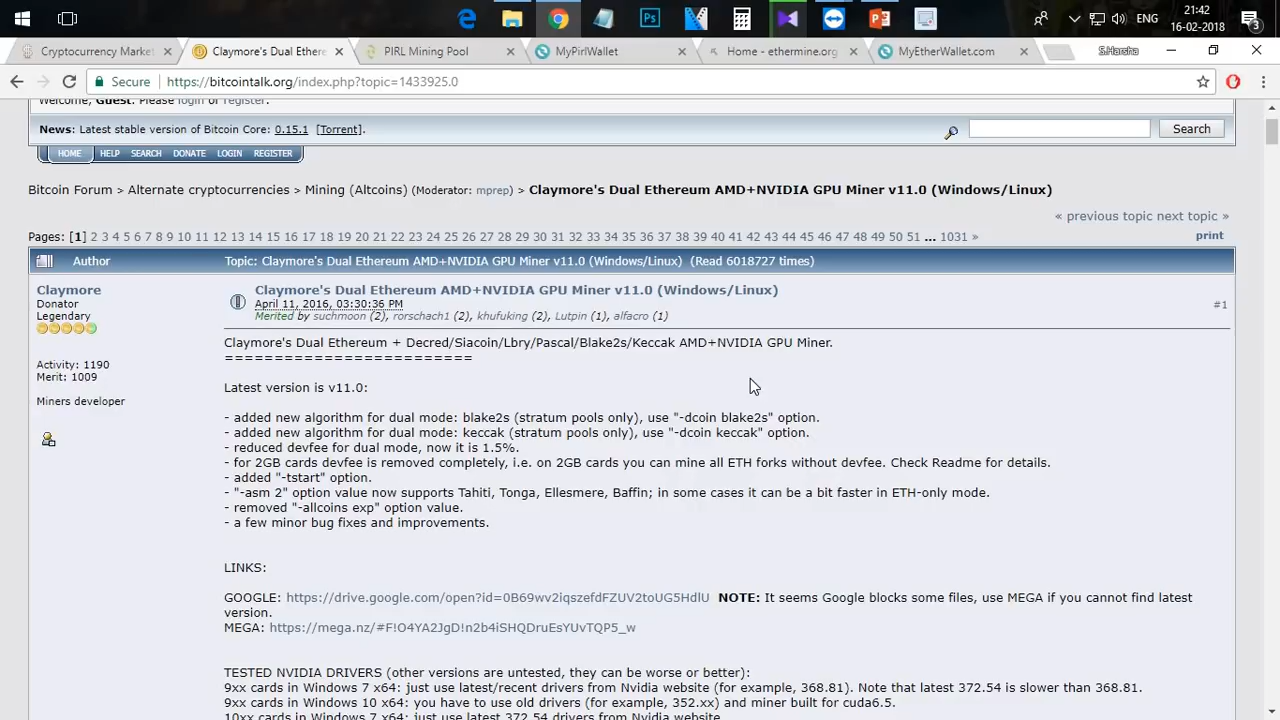 21:42
ENG
16-02-2018
3
Cryptocurrency Market
Claymore's Dual Ethere
PIRL Mining Pool
MyPirlWallet
Home - ethermine.org
MyEtherWallet.com
S.Harsha
Secure
https://bitcointalk.org/index.php?topic=1433925.0
Welcome, Guest. Please login or register.
News: Latest stable version of Bitcoin Core: 0.15.1 [Torrent].
Search
HOME HELP SEARCH DONATE LOGIN REGISTER
Bitcoin Forum > Alternate cryptocurrencies > Mining (Altcoins) (Moderator: mprep) > Claymore's Dual Ethereum AMD+NVIDIA GPU Miner v11.0 (Windows/Linux)
« previous topic next topic »
Pages: [1] 2 3 4 5 6 7 8 9 10 11 12 13 14 15 16 17 18 19 20 21 22 23 24 25 26 27 28 29 30 31 32 33 34 35 36 37 38 39 40 41 42 43 44 45 46 47 48 49 50 51 ... 1031 »
print
Author
Topic: Claymore's Dual Ethereum AMD+NVIDIA GPU Miner v11.0 (Windows/Linux) (Read 6018727 times)
Claymore
Donator
Legendary
Activity: 1190
Merit: 1009
Miners developer
Claymore's Dual Ethereum AMD+NVIDIA GPU Miner v11.0 (Windows/Linux)
April 11, 2016, 03:30:36 PM
#1
Merited by suchmoon (2), rorschach1 (2), khufuking (2), Lutpin (1), alfacro (1)
Claymore's Dual Ethereum + Decred/Siacoin/Lbry/Pascal/Blake2s/Keccak AMD+NVIDIA GPU Miner.
=========================
Latest version is v11.0:
- added new algorithm for dual mode: blake2s (stratum pools only), use "-dcoin blake2s" option.
- added new algorithm for dual mode: keccak (stratum pools only), use "-dcoin keccak" option.
- reduced devfee for dual mode, now it is 1.5%.
- for 2GB cards devfee is removed completely, i.e. on 2GB cards you can mine all ETH forks without devfee. Check Readme for details.
- added "-tstart" option.
- "-asm 2" option value now supports Tahiti, Tonga, Ellesmere, Baffin; in some cases it can be a bit faster in ETH-only mode.
- removed "-allcoins exp" option value.
- a few minor bug fixes and improvements.
LINKS:
GOOGLE: https://drive.google.com/open?id=0B69wv2iqszefdFZUV2toUG5HdlU NOTE: It seems Google blocks some files, use MEGA if you cannot find latest
version.
MEGA: https://mega.nz/#F!O4YA2JgD!n2b4iSHQDruEsYUvTQP5_w
TESTED NVIDIA DRIVERS (other versions are untested, they can be worse or better):
9xx cards in Windows 7 x64: just use latest/recent drivers from Nvidia website (for example, 368.81). Note that latest 372.54 is slower than 368.81.
9xx cards in Windows 10 x64: you have to use old drivers (for example, 352.xx) and miner built for cuda6.5.
10xx cards in Windows 7 x64: just use latest 372.54 drivers from Nvidia website.